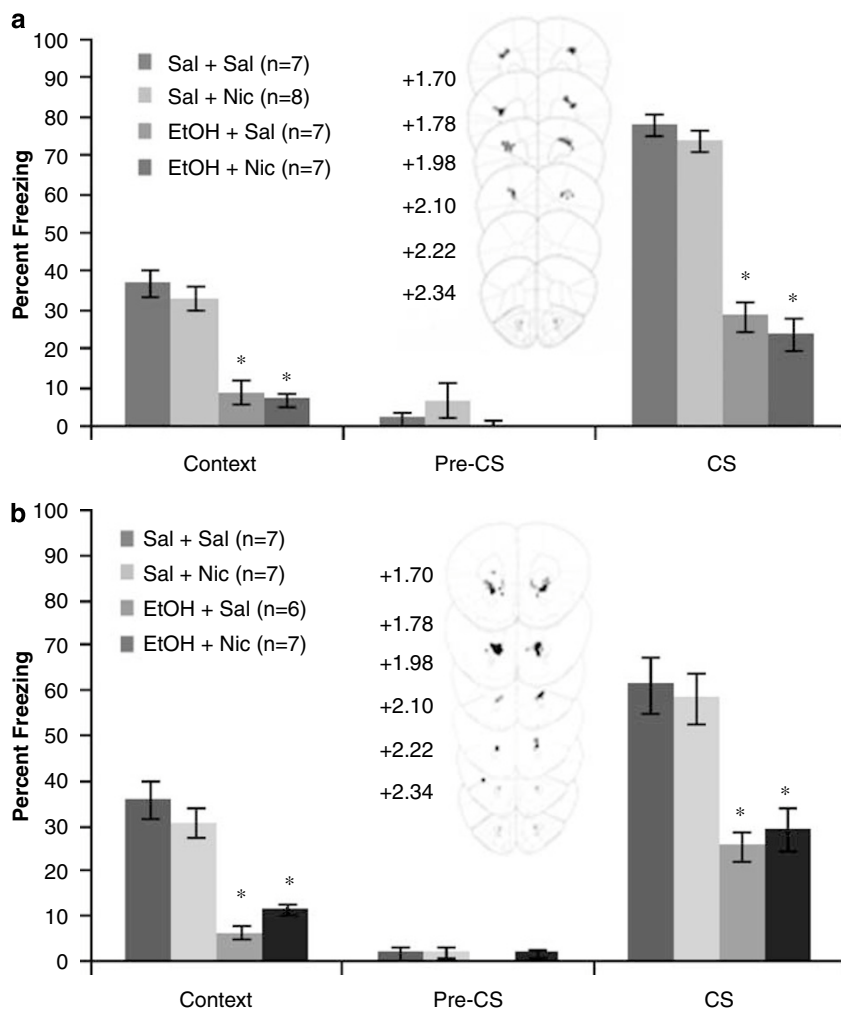 a
100
90
80
70
60
50
40
30
20
10
0
Percent Freezing
Sal + Sal (n=7)
Sal + Nic (n=8)
EtOH + Sal (n=7)
EtOH + Nic (n=7)
+1.70
+1.78
+1.98
+2.10
+2.22
+2.34
*
*
*
*
Context
Pre-CS
CS
b
100
90
80
70
60
50
40
30
20
10
0
Percent Freezing
Sal + Sal (n=7)
Sal + Nic (n=7)
EtOH + Sal (n=6)
EtOH + Nic (n=7)
+1.70
+1.78
+1.98
+2.10
+2.22
+2.34
*
*
*
*
Context
Pre-CS
CS